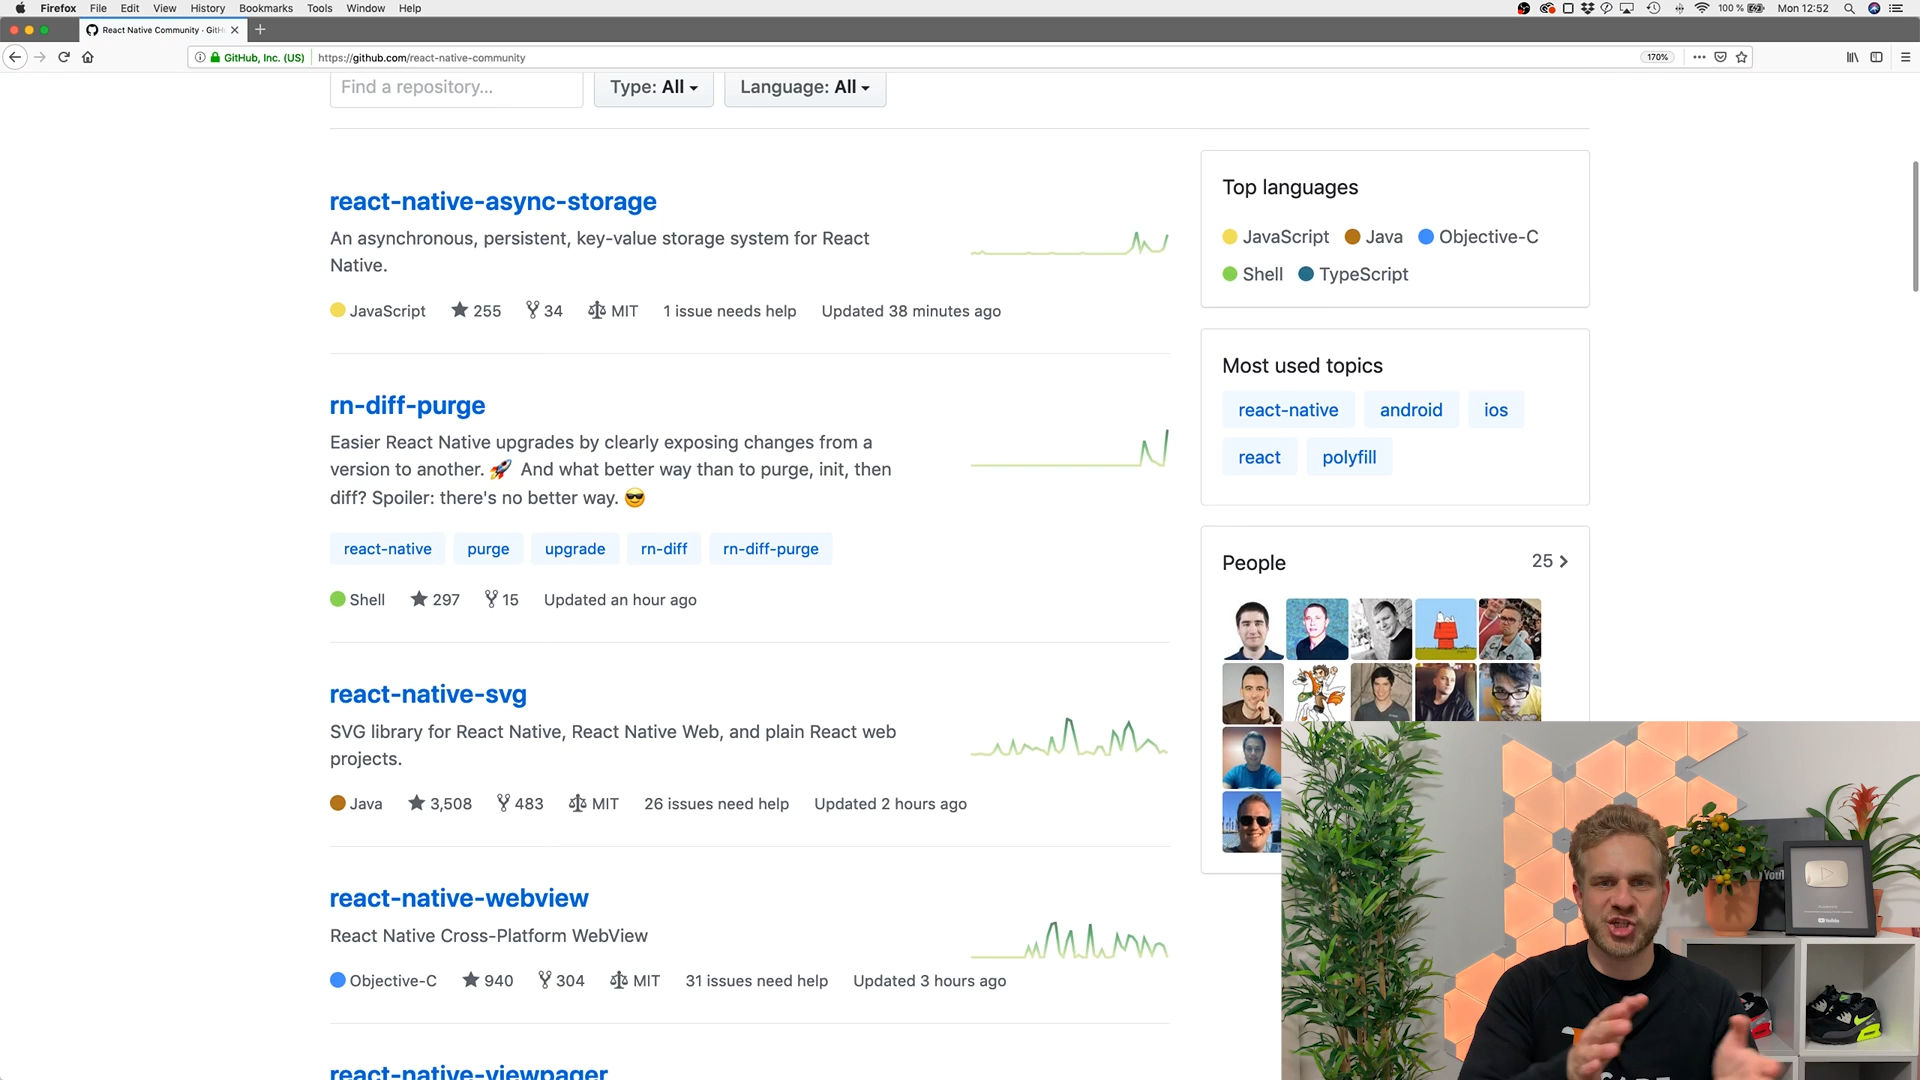 Firefox File Edit View History Bookmarks Tools Window Help
100 % Mon 12:52
React Native Community · GitH
GitHub, Inc. (US) https://github.com/react-native-community 170%
Find a repository... Type: All Language: All
react-native-async-storage
An asynchronous, persistent, key-value storage system for React
Native.
JavaScript 255 34 MIT 1 issue needs help Updated 38 minutes ago
rn-diff-purge
Easier React Native upgrades by clearly exposing changes from a
version to another. 🚀 And what better way than to purge, init, then
diff? Spoiler: there's no better way. 😎
react-native purge upgrade rn-diff rn-diff-purge
Shell 297 15 Updated an hour ago
react-native-svg
SVG library for React Native, React Native Web, and plain React web
projects.
Java 3,508 483 MIT 26 issues need help Updated 2 hours ago
react-native-webview
React Native Cross-Platform WebView
Objective-C 940 304 MIT 31 issues need help Updated 3 hours ago
react-native-viewpager
Top languages
JavaScript Java Objective-C
Shell TypeScript
Most used topics
react-native android ios
react polyfill
People 25
YouTube